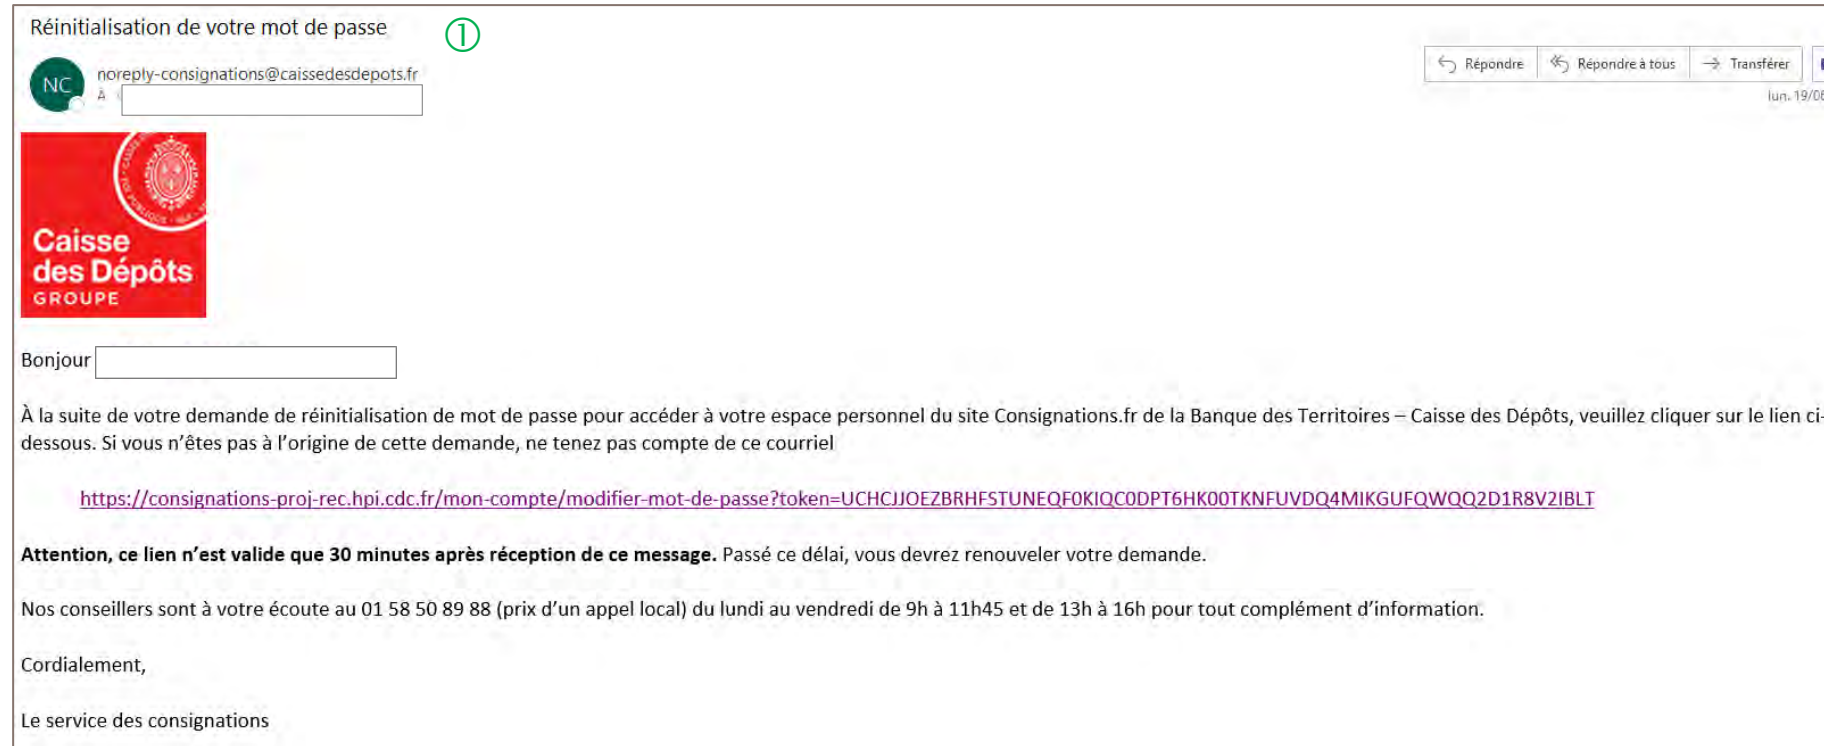 Réinitialisation de votre mot de passe
①
NC
noreply-consignations@caissedesdepots.fr
À
Répondre
Répondre à tous
Transférer
lun. 19/06
Caisse
des Dépôts
GROUPE
Bonjour
À la suite de votre demande de réinitialisation de mot de passe pour accéder à votre espace personnel du site Consignations.fr de la Banque des Territoires – Caisse des Dépôts, veuillez cliquer sur le lien ci-
dessous. Si vous n’êtes pas à l’origine de cette demande, ne tenez pas compte de ce courriel
https://consignations-proj-rec.hpi.cdc.fr/mon-compte/modifier-mot-de-passe?token=UCHCJJOEZBRHFSTUNEQF0KIQC0DPT6HK00TKNFUVDQ4MIKGUFQWQQ2D1R8V2IBLT
Attention, ce lien n’est valide que 30 minutes après réception de ce message. Passé ce délai, vous devrez renouveler votre demande.
Nos conseillers sont à votre écoute au 01 58 50 89 88 (prix d’un appel local) du lundi au vendredi de 9h à 11h45 et de 13h à 16h pour tout complément d’information.
Cordialement,
Le service des consignations